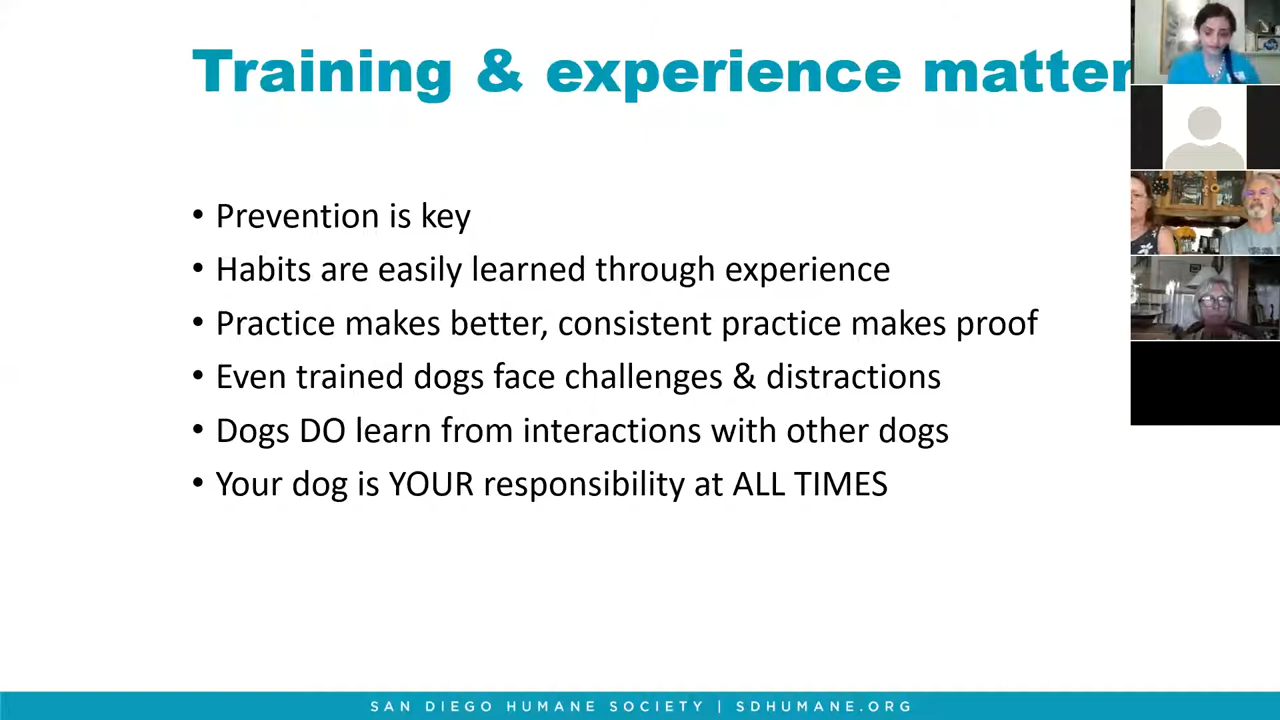 Training & experience matter
• Prevention is key
• Habits are easily learned through experience
• Practice makes better, consistent practice makes proof
• Even trained dogs face challenges & distractions
• Dogs DO learn from interactions with other dogs
• Your dog is YOUR responsibility at ALL TIMES
SAN DIEGO HUMANE SOCIETY | SDHUMANE.ORG